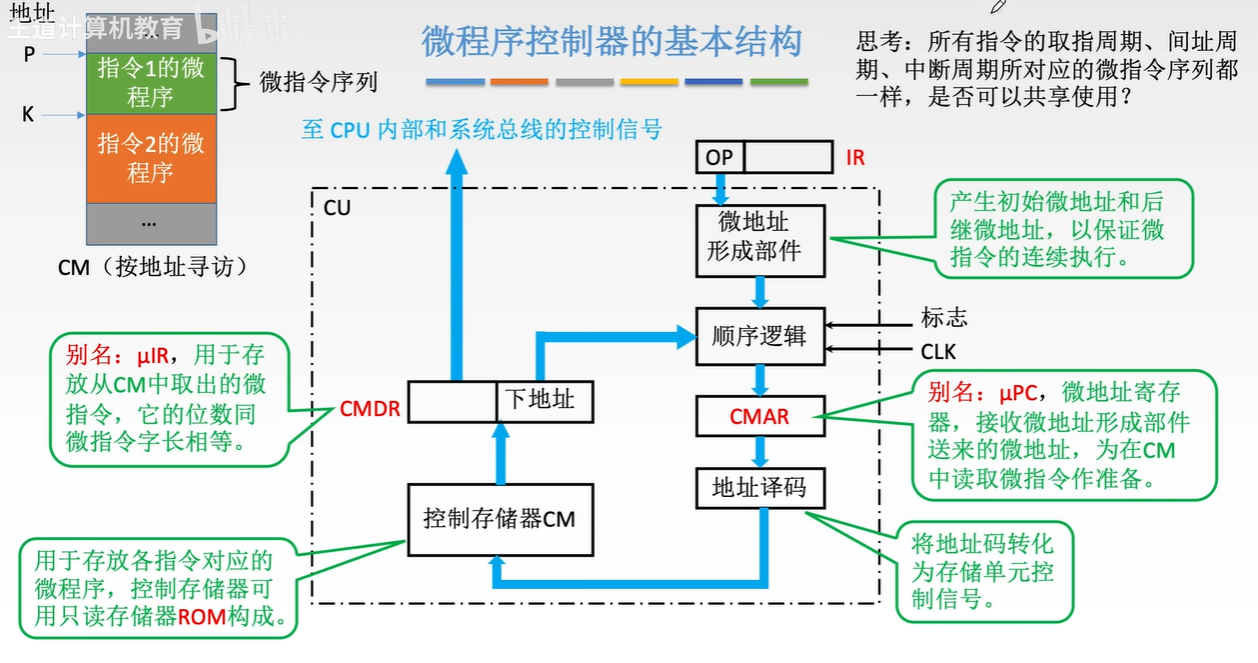 地址
王道计算机教育
bilibili
…
P
指令1的微
程序
微指令序列
K
指令2的微
程序
…
CM（按地址寻访）
微程序控制器的基本结构
思考：所有指令的取指周期、间址周
期、中断周期所对应的微指令序列都
一样，是否可以共享使用？
至 CPU 内部和系统总线的控制信号
OP
IR
CU
微地址
形成部件
产生初始微地址和后
继微地址，以保证微
指令的连续执行。
顺序逻辑
标志
CLK
别名：μIR，用于存
放从CM中取出的微
指令，它的位数同
微指令字长相等。
CMDR
下地址
CMAR
别名：μPC，微地址寄存
器，接收微地址形成部件
送来的微地址，为在CM
中读取微指令作准备。
地址译码
控制存储器CM
用于存放各指令对应的
微程序，控制存储器可
用只读存储器ROM构成。
将地址码转化
为存储单元控
制信号。